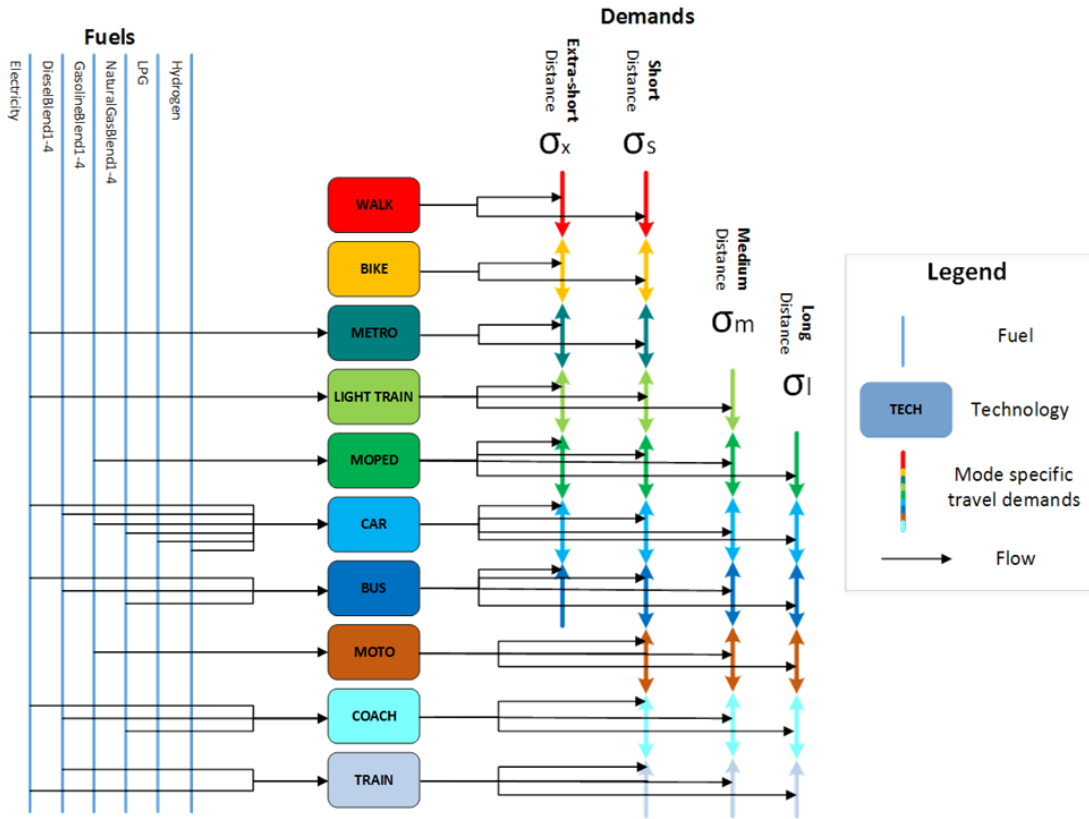 Demands
Fuels
Electricity
DieselBlend1-4
GasolineBlend1-4
NaturalGasBlend1-4
LPG
Hydrogen
Extra-short
Distance
σx
Short
Distance
σs
Medium
Distance
σm
Long
Distance
σl
WALK
BIKE
METRO
LIGHT TRAIN
MOPED
CAR
BUS
MOTO
COACH
TRAIN
Legend
Fuel
TECH
Technology
Mode specific
travel demands
Flow